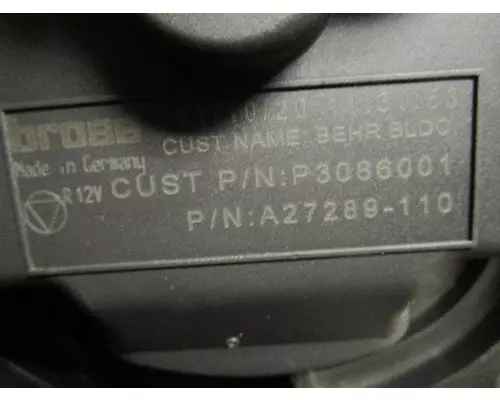 brose
CUST. NAME: BEHR BLDC
Made in Germany
R 12V CUST P/N:P3086001
P/N:A27289-110